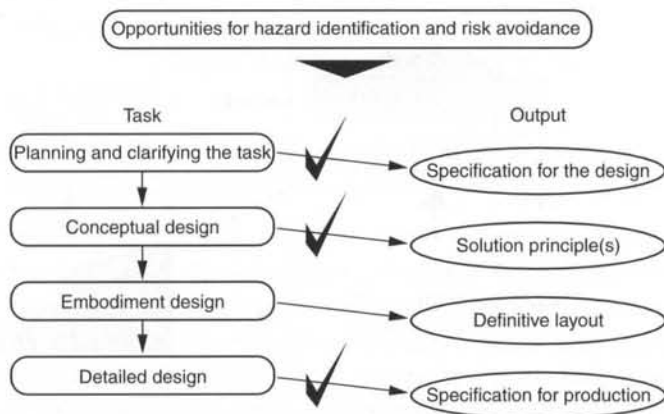 Opportunities for hazard identification and risk avoidance
Task
Output
Planning and clarifying the task
Specification for the design
Conceptual design
Solution principle(s)
Embodiment design
Definitive layout
Detailed design
Specification for production